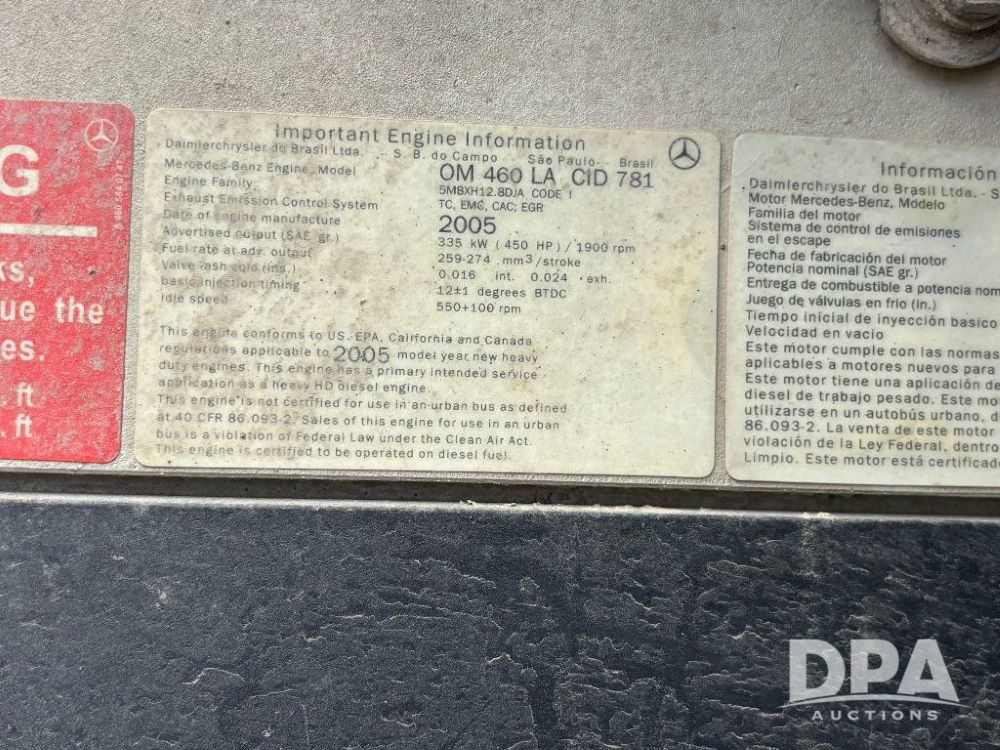 G
ks,
ue the
es.
. ft
. ft
Important Engine Information
Daimlerchrysler do Brasil Ltda. - S. B. do Campo - São Paulo - Brasil
Mercedes-Benz Engine, Model OM 460 LA CID 781
Engine Family 5MBXH12.8DJA CODE 1
Exhaust Emission Control System TC, EMC, CAC; EGR
Date of engine manufacture 2005
Advertised output (SAE gr.) 335 kW (450 HP) / 1900 rpm
Fuel rate at adv. output 259-274 mm3/stroke
Valve lash cold (ins.) 0.016 int. 0.024 exh.
basic injection timing 12±1 degrees BTDC
Idle speed 550+100 rpm
This engine conforms to US. EPA, California and Canada
regulations applicable to 2005 model year new heavy
duty engines. This engine has a primary intended service
application as a heavy HD diesel engine.
This engine is not certified for use in an urban bus as defined
at 40 CFR 86.093-2. Sales of this engine for use in an urban
bus is a violation of Federal Law under the Clean Air Act.
This engine is certified to be operated on diesel fuel.
Información
Daimlerchrysler do Brasil Ltda. - S
Motor Mercedes-Benz, Modelo
Familia del motor
Sistema de control de emisiones
en el escape
Fecha de fabricación del motor
Potencia nominal (SAE gr.)
Entrega de combustible a potencia nom
Juego de válvulas en frio (in.)
Tiempo inicial de inyección basico
Velocidad en vacio
Este motor cumple con las normas
aplicables a motores nuevos para
Este motor tiene una aplicación de
diesel de trabajo pesado. Este mo
utilizarse en un autobús urbano, d
86.093-2. La venta de este motor
violación de la Ley Federal, dentro
Limpio. Este motor está certificado
DPA
AUCTIONS